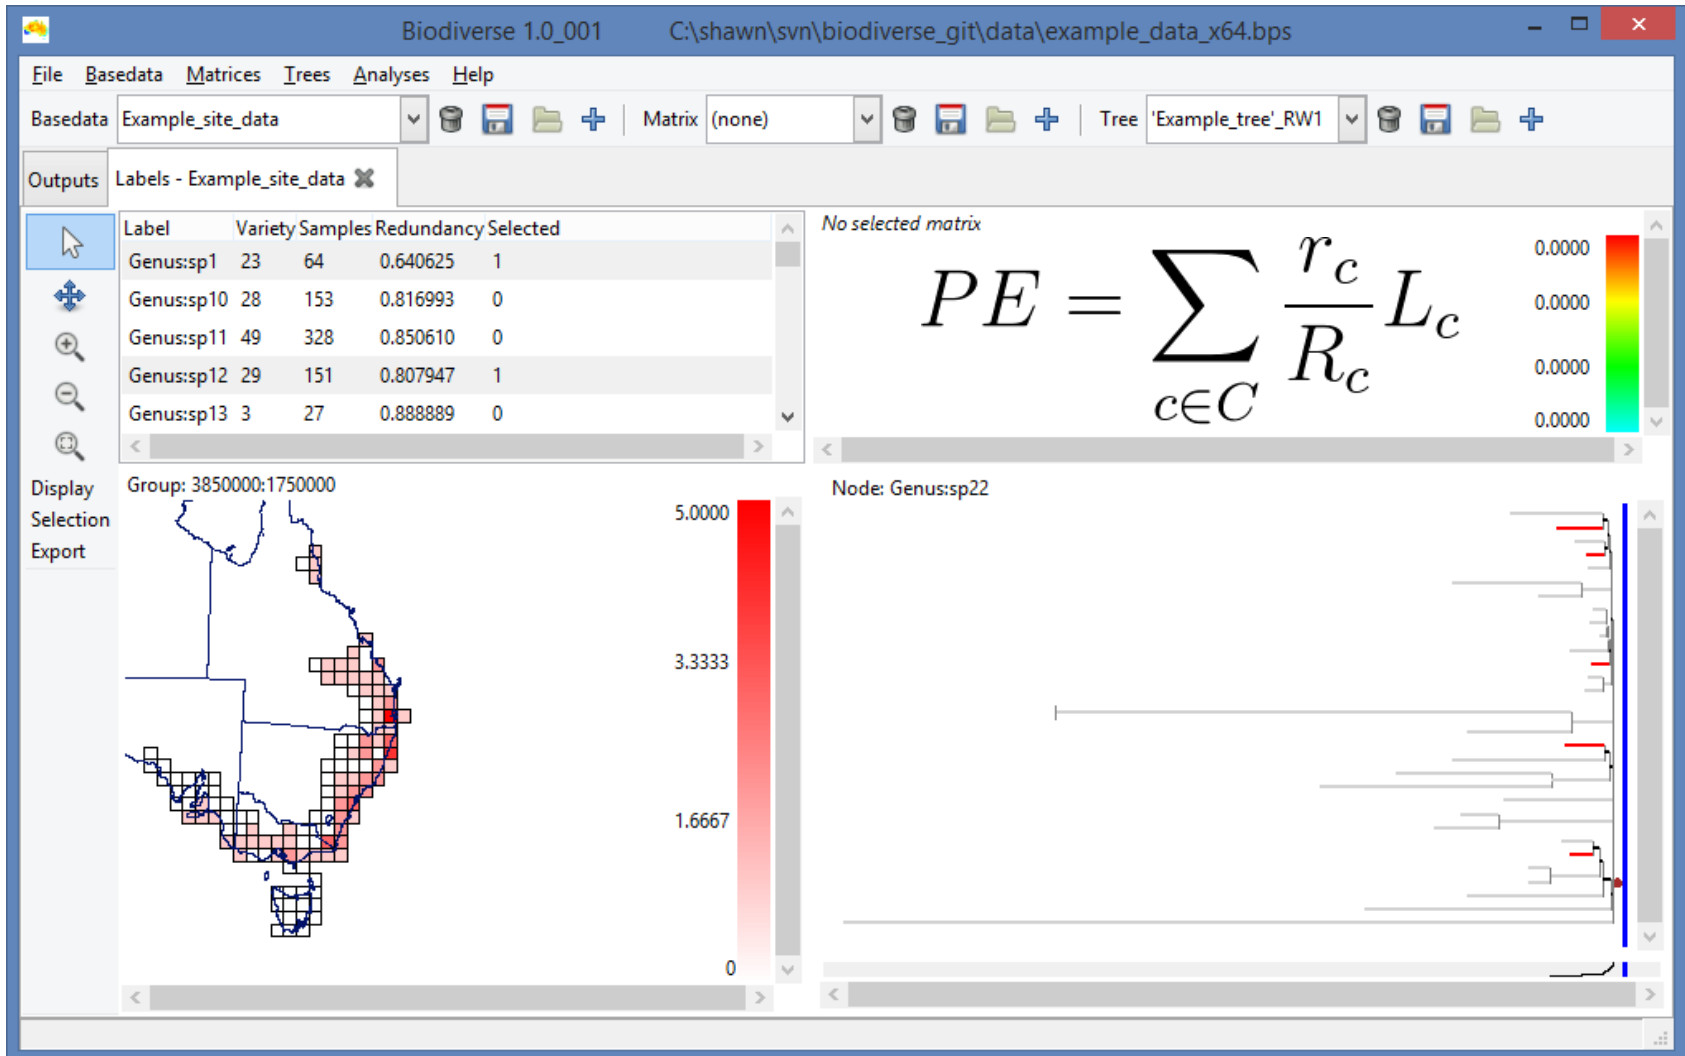 Biodiverse 1.0_001 C:\shawn\svn\biodiverse_git\data\example_data_x64.bps
File Basedata Matrices Trees Analyses Help
Basedata Example_site_data Matrix (none) Tree 'Example_tree'_RW1
Outputs Labels - Example_site_data
Label Variety Samples Redundancy Selected
Genus:sp1 23 64 0.640625 1
Genus:sp10 28 153 0.816993 0
Genus:sp11 49 328 0.850610 0
Genus:sp12 29 151 0.807947 1
Genus:sp13 3 27 0.888889 0
No selected matrix
PE = ∑_{c∈C} \frac{r_c}{R_c} L_c
0.0000
0.0000
0.0000
0.0000
Display
Selection
Export
Group: 3850000:1750000
5.0000
3.3333
1.6667
0
Node: Genus:sp22